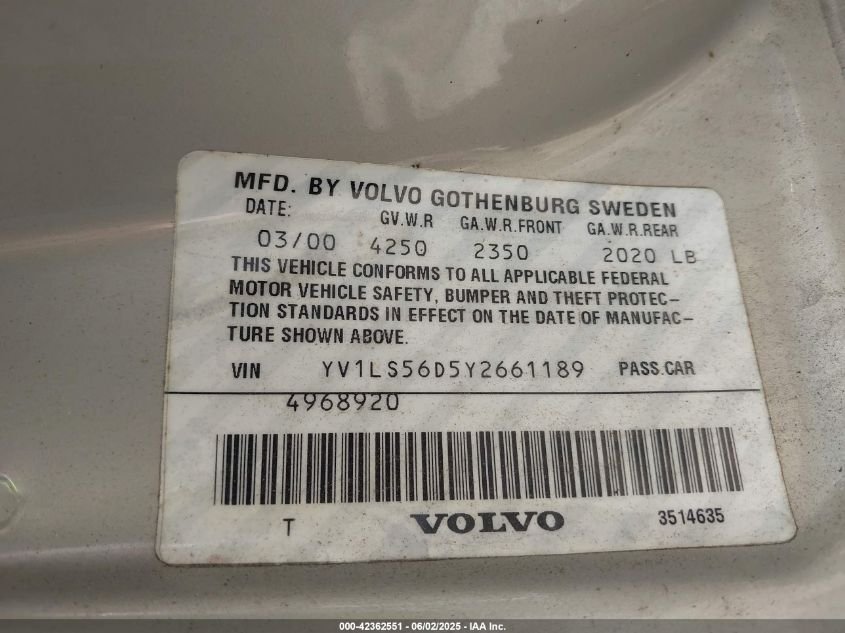 MFD. BY VOLVO GOTHENBURG SWEDEN
DATE: GV.W.R GA.W.R.FRONT GA.W.R.REAR
03/00 4250 2350 2020 LB
THIS VEHICLE CONFORMS TO ALL APPLICABLE FEDERAL
MOTOR VEHICLE SAFETY, BUMPER AND THEFT PROTEC-
TION STANDARDS IN EFFECT ON THE DATE OF MANUFAC-
TURE SHOWN ABOVE.
VIN YV1LS56D5Y2661189 PASS.CAR
4968920
T VOLVO 3514635
000-42362551 | 06/02/2025 - IAA Inc.